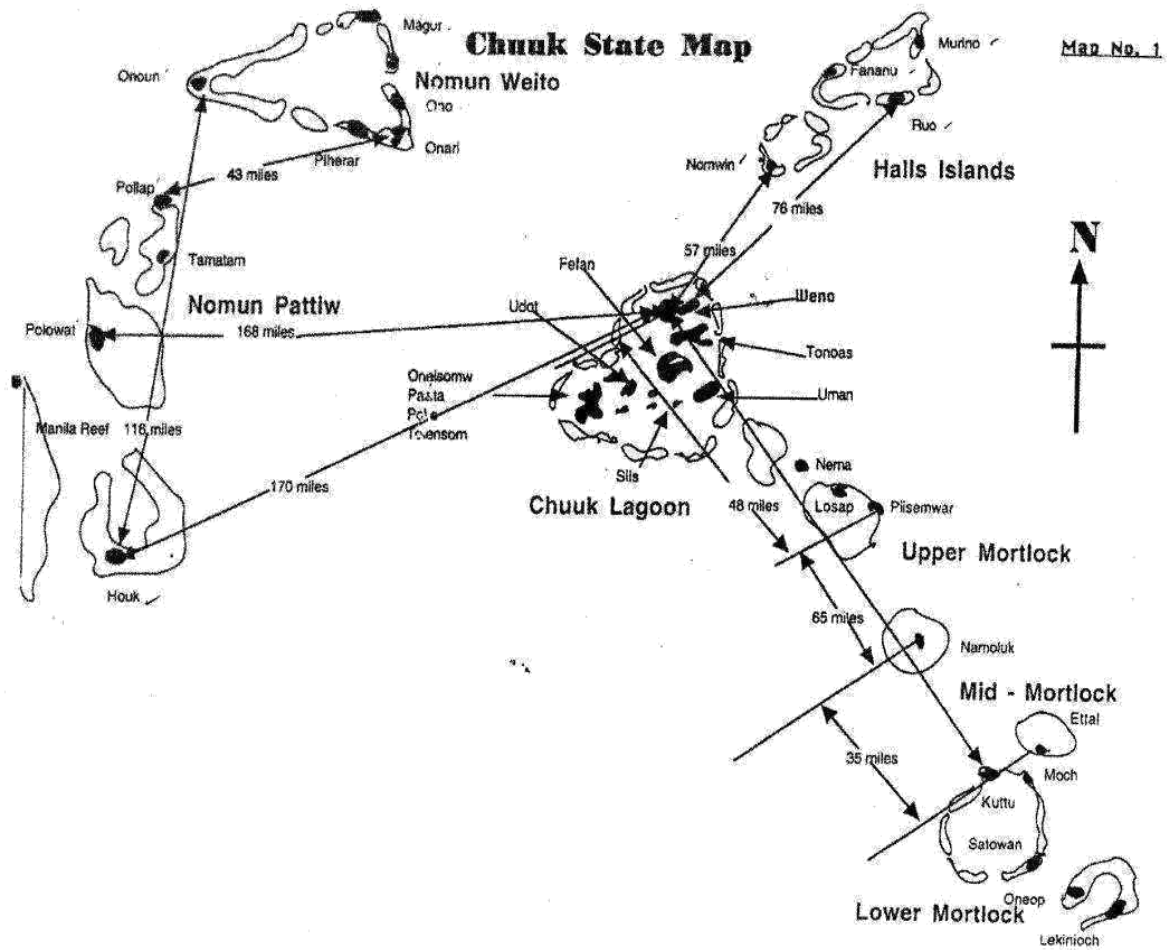 Chuuk State Map
Map No. 1
Magur
Onoun
Nomun Weito
Ono
Onari
Piherar
43 miles
Pollap
Tamatam
Nomun Pattiw
Polowat
168 miles
Manila Reef
118 miles
170 miles
Houk
Murino
Fananu
Ruo
Nomwin
Halls Islands
76 miles
57 miles
N
Fefan
Udot
Weno
Tonoas
Uman
Siis
Chuuk Lagoon
48 miles
Nema
Losap
Piisemwar
Upper Mortlock
65 miles
Namoluk
Mid - Mortlock
Ettal
35 miles
Moch
Kuttu
Satowan
Oneop
Lower Mortlock
Lekinioch